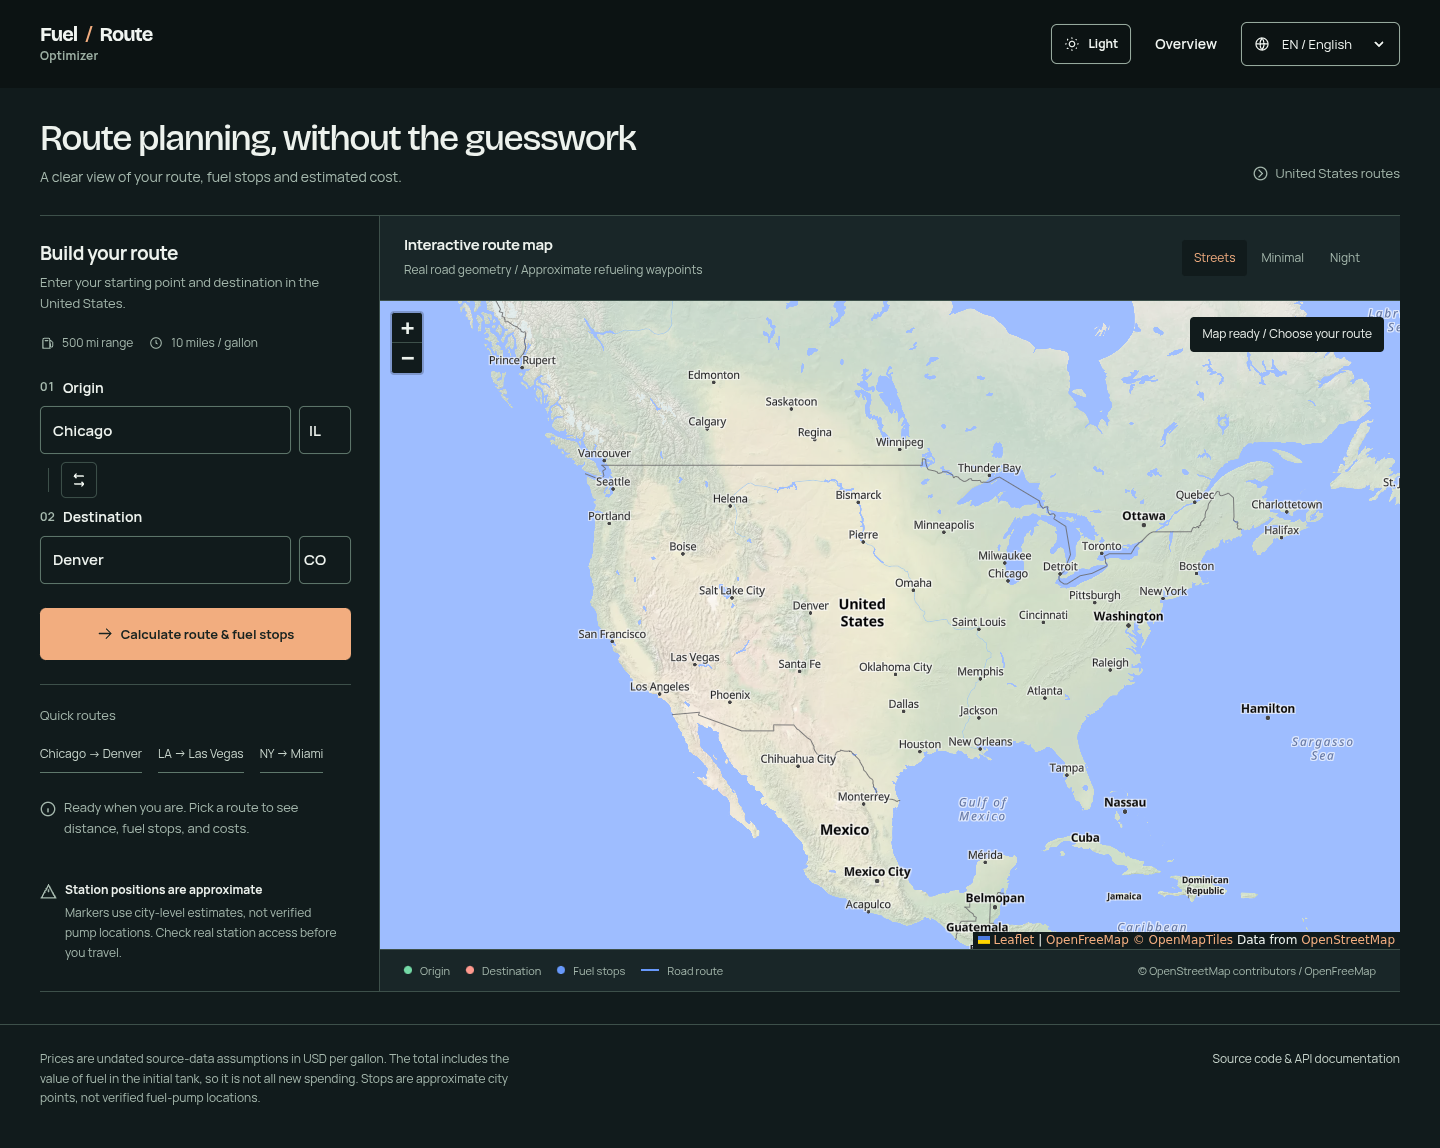 Fuel / Route
Optimizer
Light
Overview
EN / English
Route planning, without the guesswork
A clear view of your route, fuel stops and estimated cost.
United States routes
Build your route
Enter your starting point and destination in the
United States.
500 mi range
10 miles / gallon
01 Origin
Chicago
IL
02 Destination
Denver
CO
Calculate route & fuel stops
Quick routes
Chicago → Denver
LA → Las Vegas
NY → Miami
Ready when you are. Pick a route to see
distance, fuel stops, and costs.
Station positions are approximate
Markers use city-level estimates, not verified
pump locations. Check real station access before
you travel.
Interactive route map
Real road geometry / Approximate refueling waypoints
Streets
Minimal
Night
+
−
Map ready / Choose your route
Prince Rupert
Edmonton
Saskatoon
Calgary
Regina
Winnipeg
Vancouver
Thunder Bay
Seattle
Helena
Bismarck
Quebec
Charlottetown
Portland
Minneapolis
Ottawa
Halifax
Pierre
Boise
Milwaukee
Toronto
Chicago
Detroit
Boston
Salt Lake City
Omaha
Pittsburgh
New York
Denver
United
States
Saint Louis
Cincinnati
Washington
San Francisco
Las Vegas
Santa Fe
Oklahoma City
Memphis
Raleigh
Los Angeles
Phoenix
Atlanta
Dallas
Jackson
Hamilton
Houston
New Orleans
Sargasso
Sea
Chihuahua City
Tampa
Monterrey
Gulf of
Mexico
Nassau
Mexico
Cuba
Mérida
Mexico City
Dominican
Republic
Belmopan
Jamaica
Acapulco
Guatemala
Caribbean
Leaflet | OpenFreeMap © OpenMapTiles Data from OpenStreetMap
Origin
Destination
Fuel stops
Road route
© OpenStreetMap contributors / OpenFreeMap
Prices are undated source-data assumptions in USD per gallon. The total includes the
value of fuel in the initial tank, so it is not all new spending. Stops are approximate city
points, not verified fuel-pump locations.
Source code & API documentation